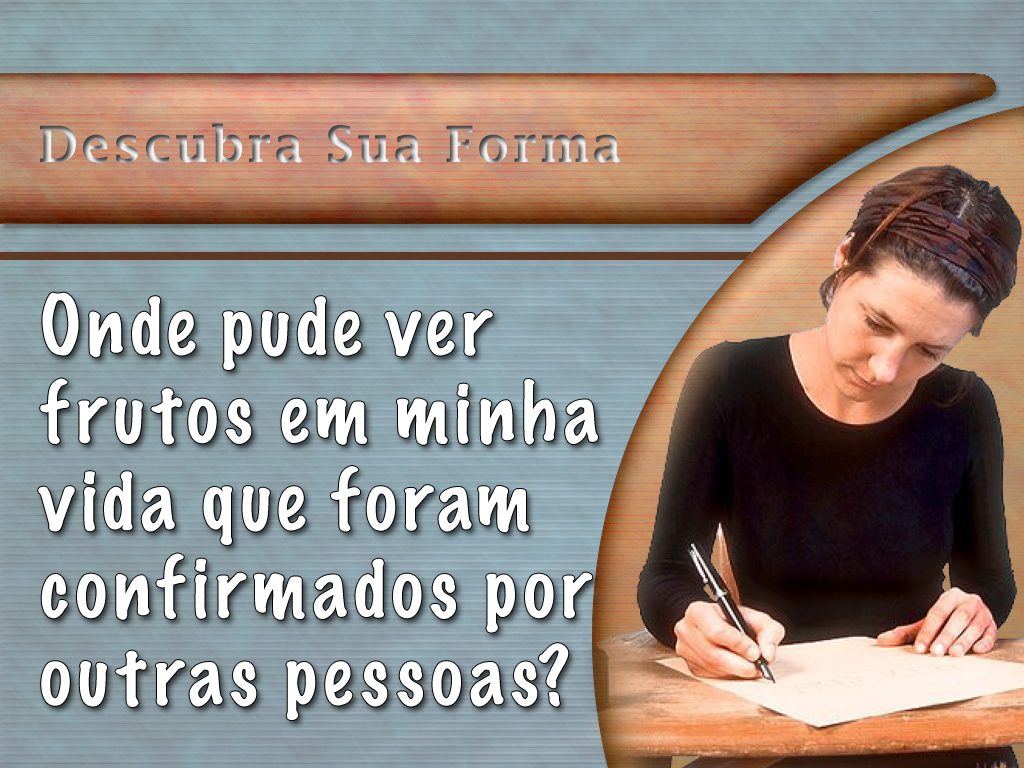 Descubra Sua Forma
Onde pude ver
frutos em minha
vida que foram
confirmados por
outras pessoas?